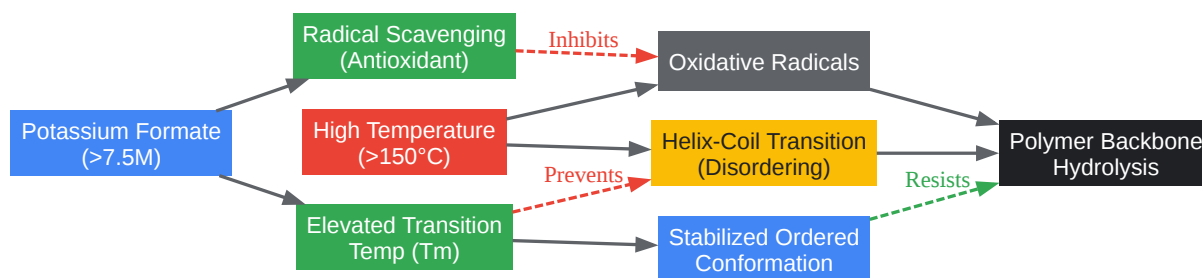 Radical Scavenging
(Antioxidant)
Inhibits
Oxidative Radicals
Potassium Formate
(>7.5M)
High Temperature
(>150°C)
Helix-Coil Transition
(Disordering)
Polymer Backbone
Hydrolysis
Prevents
Resists
Elevated Transition
Temp (Tm)
Stabilized Ordered
Conformation